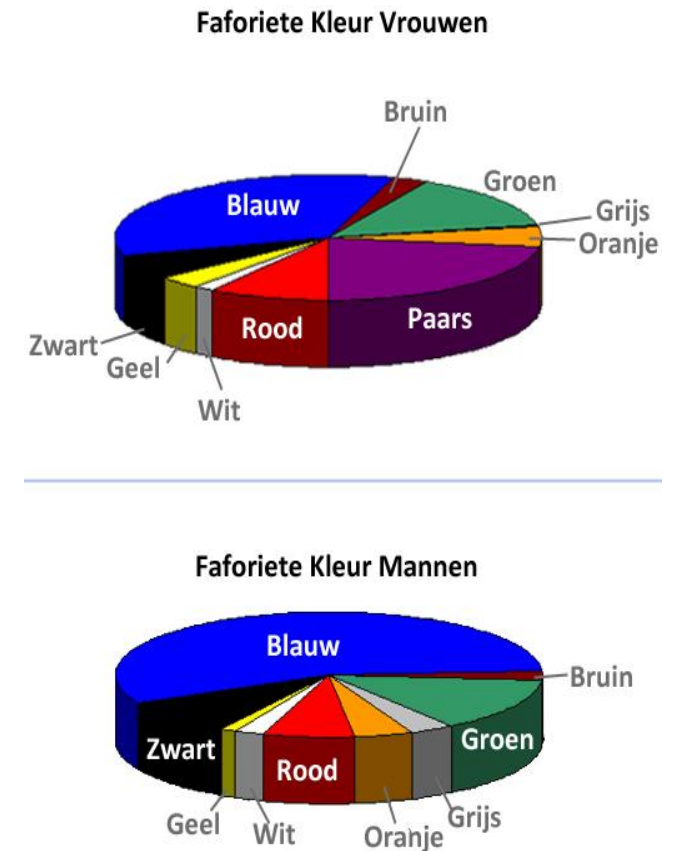 Faforiete Kleur Vrouwen
Bruin
Groen
Blauw
Grijs
Oranje
Paars
Rood
Zwart
Geel
Wit
Faforiete Kleur Mannen
Blauw
Bruin
Groen
Zwart
Rood
Grijs
Geel
Wit
Oranje